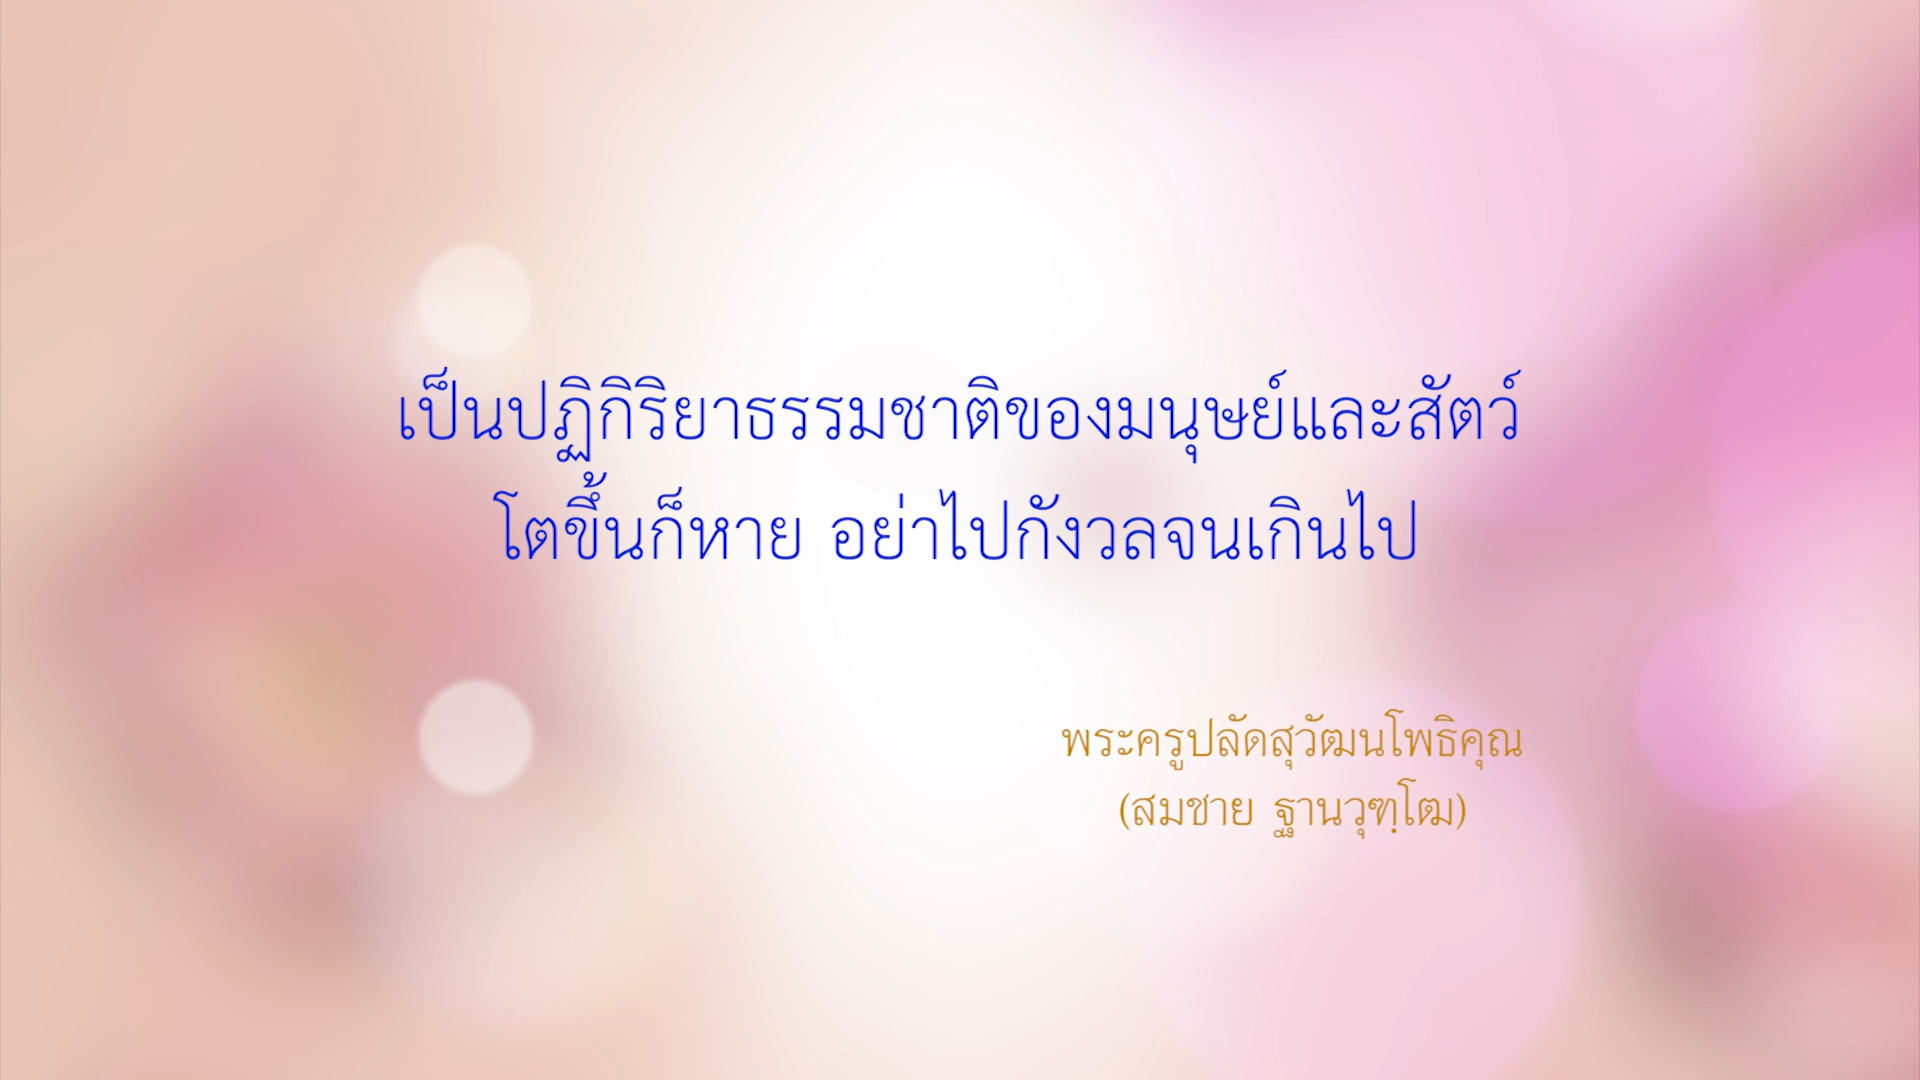 เป็นปฏิกิริยาธรรมชาติของมนุษย์และสัตว์
โตขึ้นก็หาย อย่าไปกังวลจนเกินไป
พระครูปลัดสุวัฒนโพธิคุณ
(สมชาย ฐานวุฑฺโฒ)